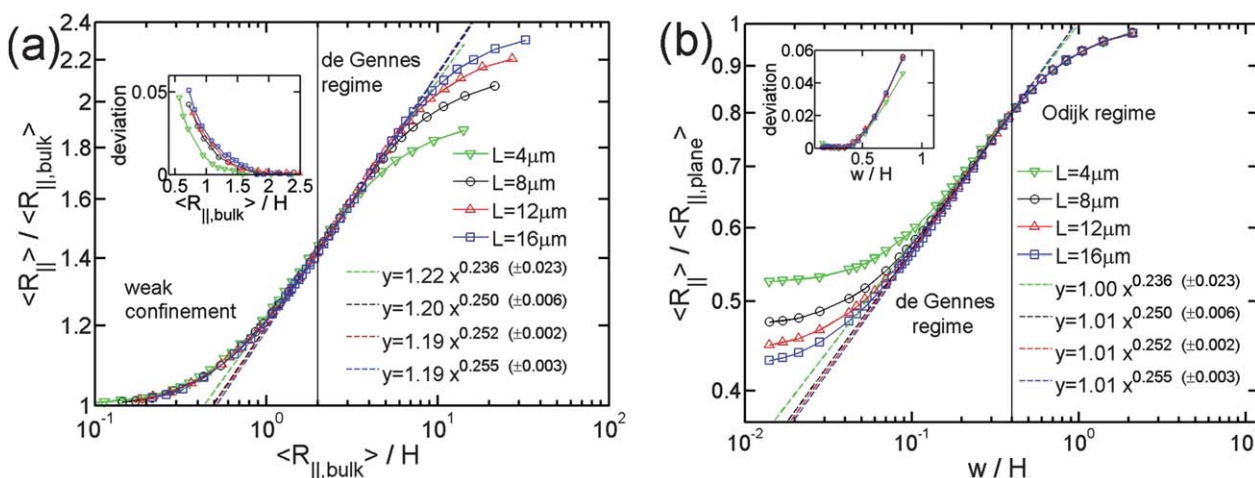 (a)
<R||> / <R||,bulk>
2.4
2.2
2
1.8
1.6
1.4
1.2
1
de Gennes
regime
deviation
0.05
0
0.5 1 1.5 2 2.5
<R||,bulk> / H
weak
confinement
L=4μm
L=8μm
L=12μm
L=16μm
y=1.22 x^0.236 (±0.023)
y=1.20 x^0.250 (±0.006)
y=1.19 x^0.252 (±0.002)
y=1.19 x^0.255 (±0.003)
10^-1 10^0 10^1 10^2
<R||,bulk> / H
(b)
<R||> / <R||,plane>
1
0.9
0.8
0.7
0.6
0.5
0.4
deviation
0.06
0.04
0.02
0
0.5 1
w / H
Odijk regime
L=4μm
L=8μm
L=12μm
L=16μm
de Gennes
regime
y=1.00 x^0.236 (±0.023)
y=1.01 x^0.250 (±0.006)
y=1.01 x^0.252 (±0.002)
y=1.01 x^0.255 (±0.003)
10^-2 10^-1 10^0
w / H